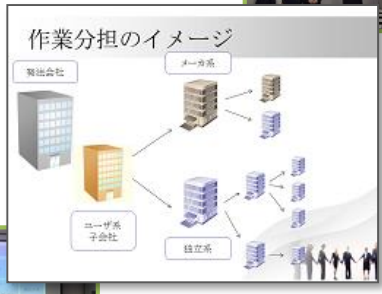 作業分担のイメージ
発注会社
メーカ系
ユーザ系
子会社
独立系